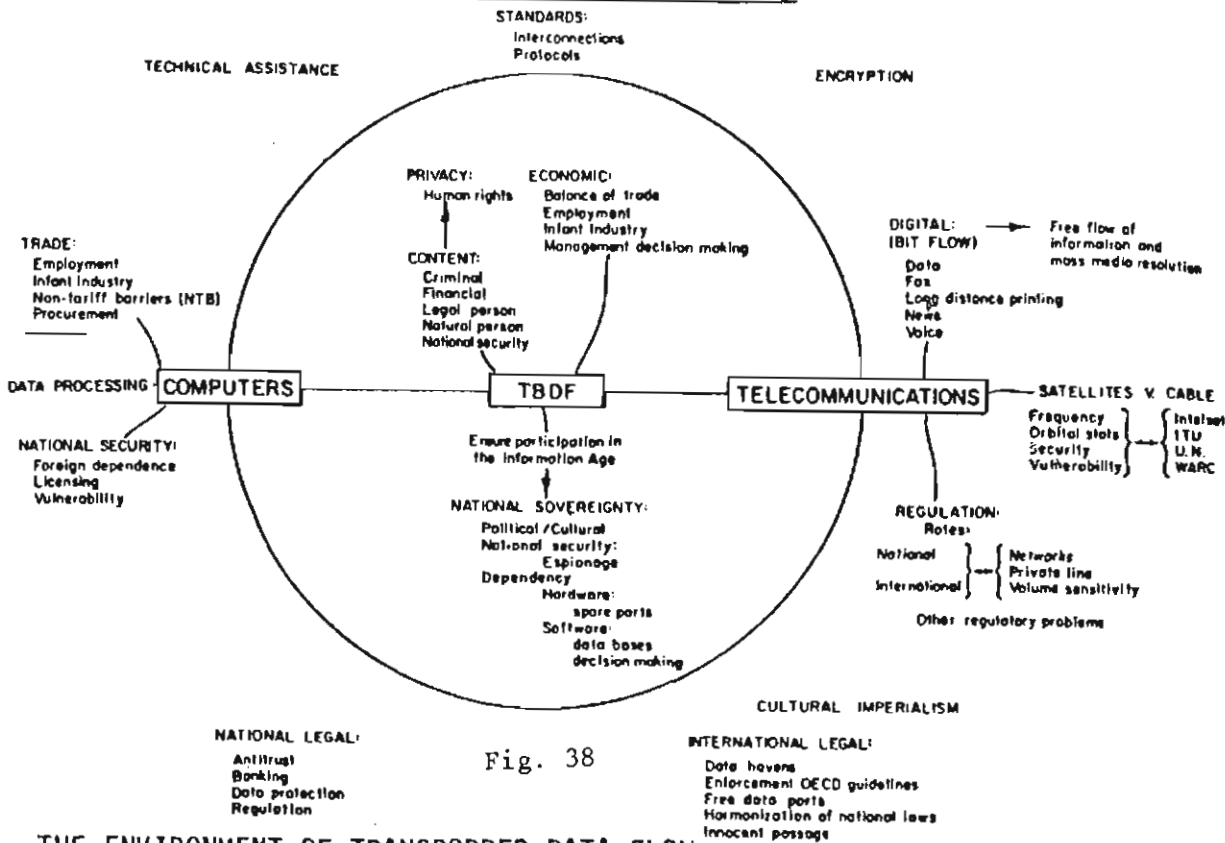 STANDARDS:
Interconnections
Protocols
TECHNICAL ASSISTANCE
ENCRYPTION
PRIVACY:
Human rights
ECONOMIC:
Balance of trade
Employment
Infant Industry
Management decision making
CONTENT:
Criminal
Financial
Legal person
Natural person
National security
TRADE:
Employment
Infant Industry
Non-tariff barriers (NTB)
Procurement
DIGITAL:
(BIT FLOW)
Free flow of
information and
mass media resolution
Data
Fax
Long distance printing
News
Voice
DATA PROCESSING
COMPUTERS
TBDF
TELECOMMUNICATIONS
SATELLITES V. CABLE
Frequency
Orbital slots
Security
Vulnerability
Intelsat
ITU
U.N.
WARC
NATIONAL SECURITY:
Foreign dependence
Licensing
Vulnerability
Ensure participation in
the Information Age
NATIONAL SOVEREIGNTY:
Political/Cultural
National security:
Espionage
Dependency
Hardware:
spare parts
Software:
data bases
decision making
REGULATION:
Rates:
National
International
Networks
Private line
Volume sensitivity
Other regulatory problems
CULTURAL IMPERIALISM
NATIONAL LEGAL:
Antitrust
Banking
Data protection
Regulation
Fig. 38
INTERNATIONAL LEGAL:
Data havens
Enforcement OECD guidelines
Free data ports
Harmonization of national laws
Innocent passage
THE ENVIRONMENT OF TRANSBORDER DATA FLOW